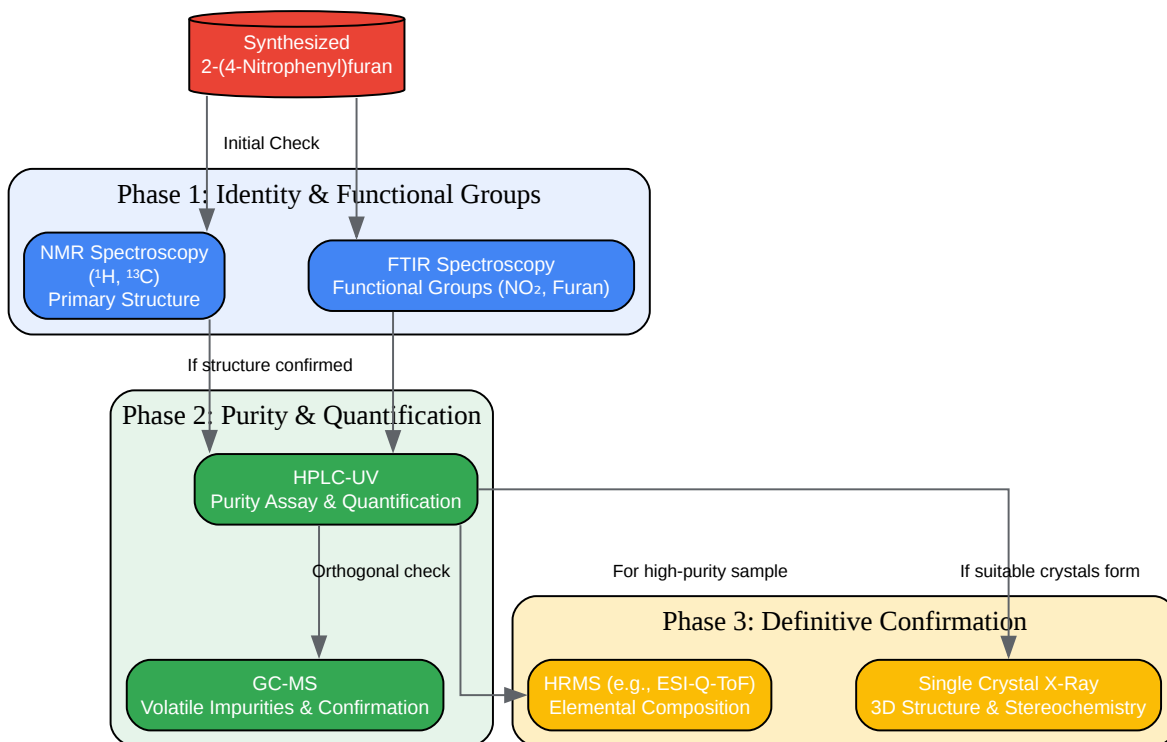 Synthesized
2-(4-Nitrophenyl)furan
Initial Check
Phase 1: Identity & Functional Groups
NMR Spectroscopy
(¹H, ¹³C)
Primary Structure
FTIR Spectroscopy
Functional Groups (NO₂, Furan)
If structure confirmed
Phase 2: Purity & Quantification
HPLC-UV
Purity Assay & Quantification
Orthogonal check
For high-purity sample
If suitable crystals form
Phase 3: Definitive Confirmation
GC-MS
Volatile Impurities & Confirmation
HRMS (e.g., ESI-Q-ToF)
Elemental Composition
Single Crystal X-Ray
3D Structure & Stereochemistry